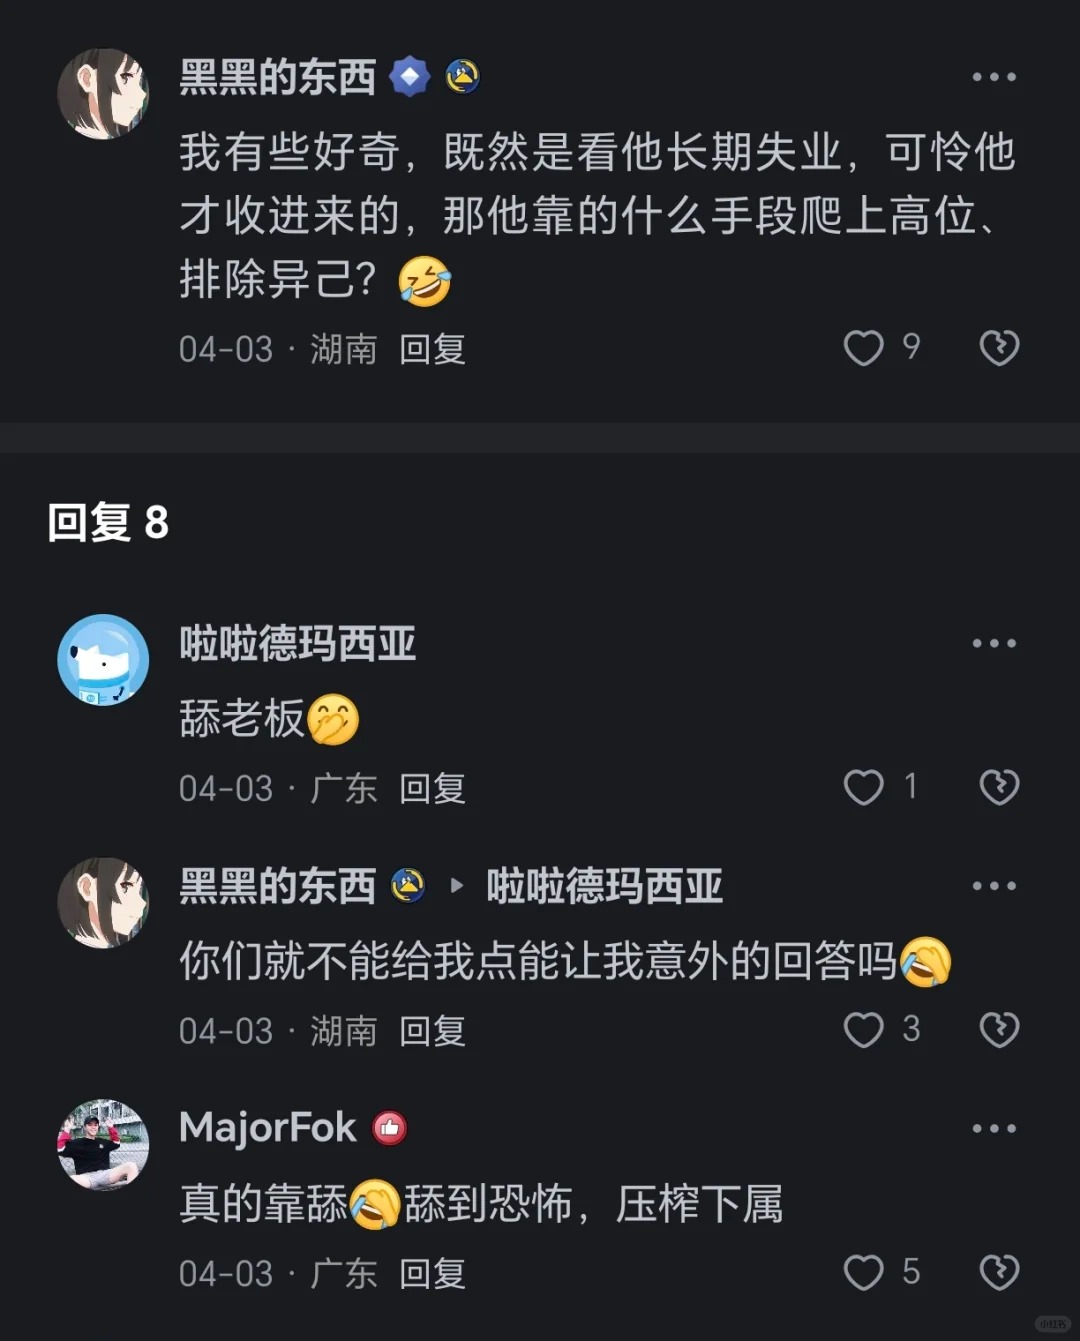 黑黑的东西
我有些好奇，既然是看他长期失业，可怜他
才收进来的，那他靠的什么手段爬上高位、
排除异己？🤣
04-03 · 湖南 回复
9
回复 8
啦啦德玛西亚
舔老板🤭
04-03 · 广东 回复
1
黑黑的东西 ▸ 啦啦德玛西亚
你们就不能给我点能让我意外的回答吗
04-03 · 湖南 回复
3
MajorFok
真的靠舔舔到恐怖，压榨下属
04-03 · 广东 回复
5
小红书